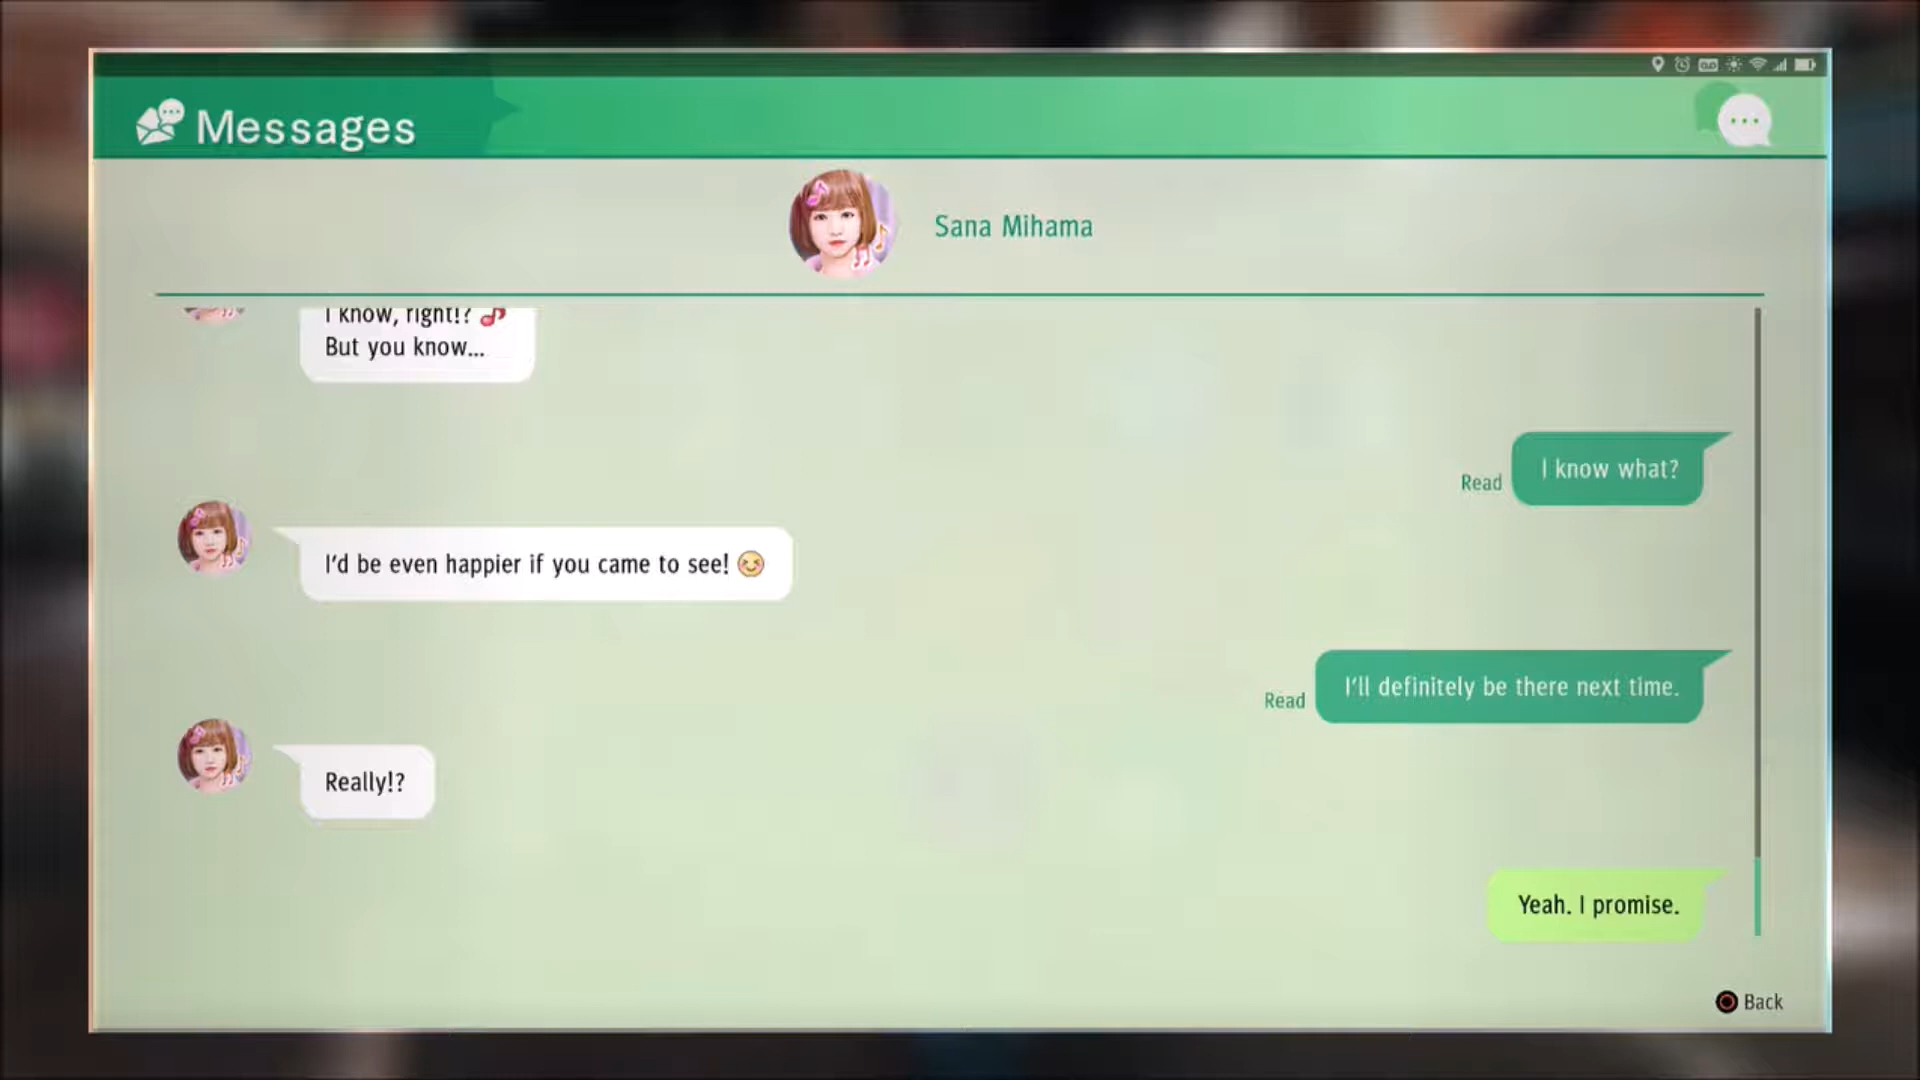 Messages
Sana Mihama
I know, right!?
But you know...
I know what?
Read
I'd be even happier if you came to see!
I'll definitely be there next time.
Read
Really!?
Yeah. I promise.
Back